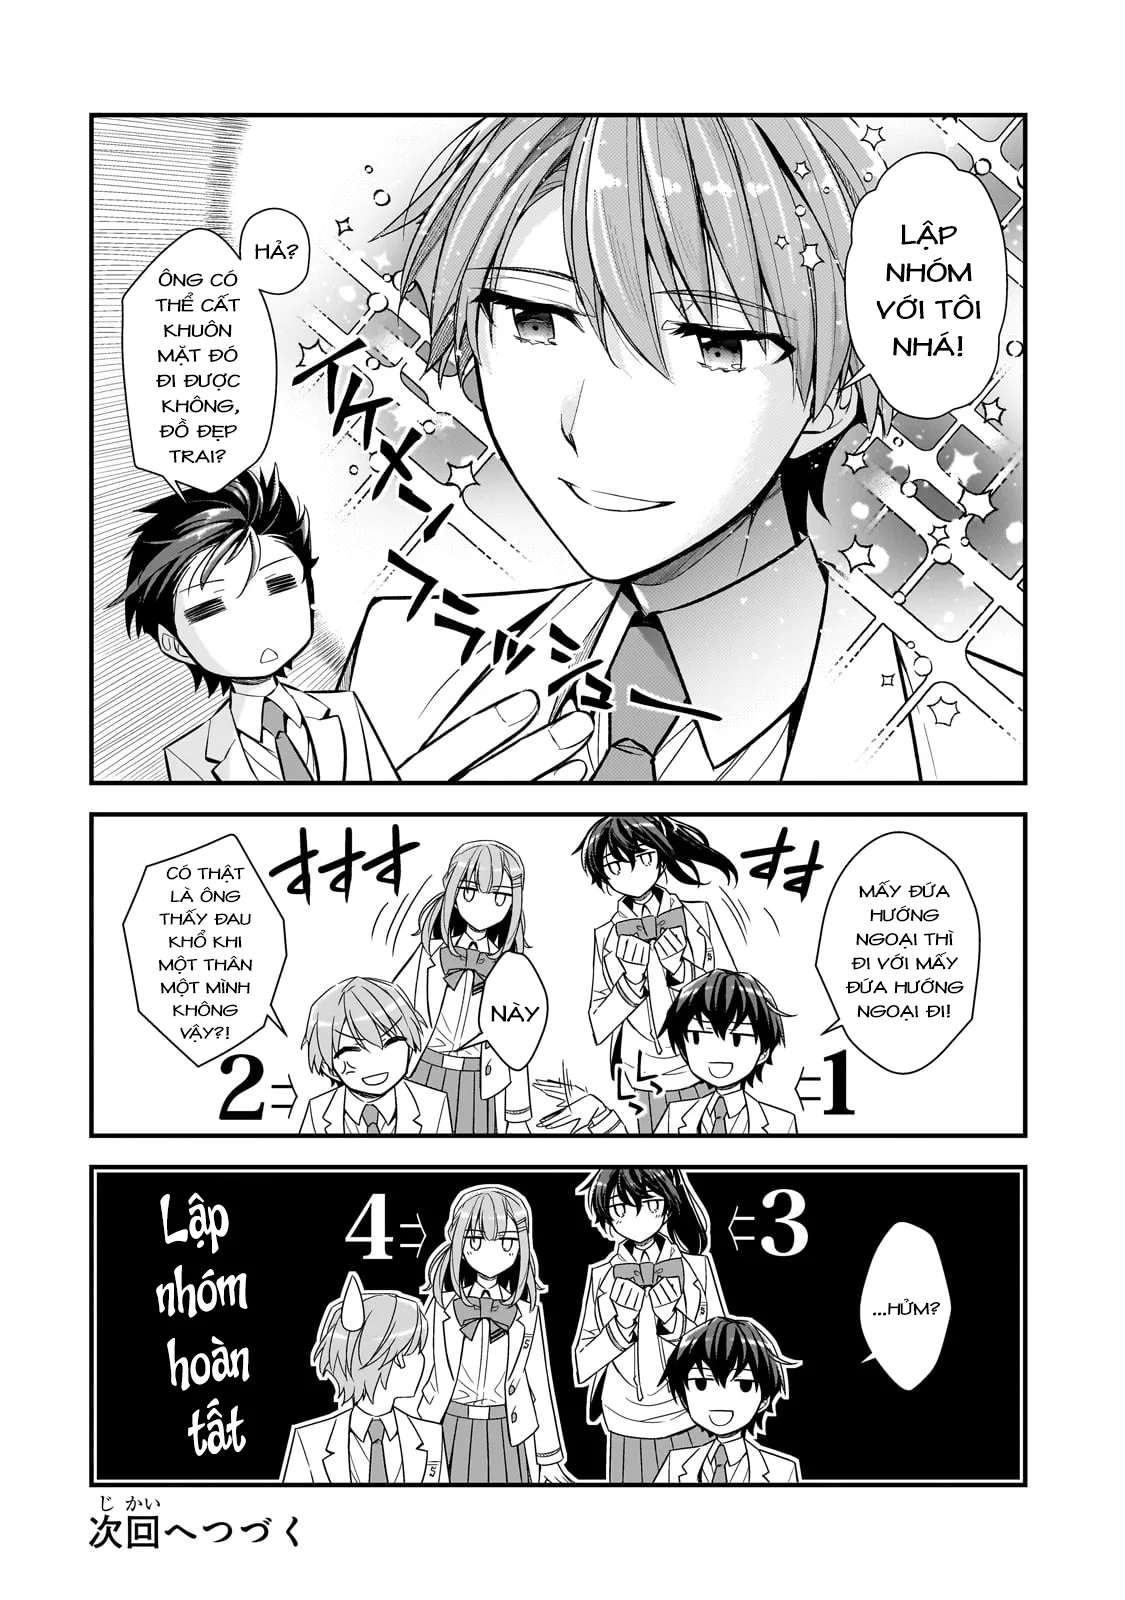 LẬP
NHÓM
VỚI TÔI
NHÁ!
HẢ?
ÔNG CÓ
THỂ CẤT
KHUÔN
MẶT ĐÓ
ĐI ĐƯỢC
KHÔNG,
ĐỒ ĐẸP
TRAI?
イケメンフラッシュー
MẤY ĐỨA
HƯỚNG
NGOẠI THÌ
ĐI VỚI MẤY
ĐỨA HƯỚNG
NGOẠI ĐI!
すすす
すすす
NÀY
CÓ THẬT
LÀ ÔNG
THẤY ĐAU
KHỔ KHI
MỘT THÂN
MỘT MÌNH
KHÔNG
VẬY?!
1
2
...HỬM?
3
4
Lập
nhóm
hoàn
tất
じかい
次回へつづく